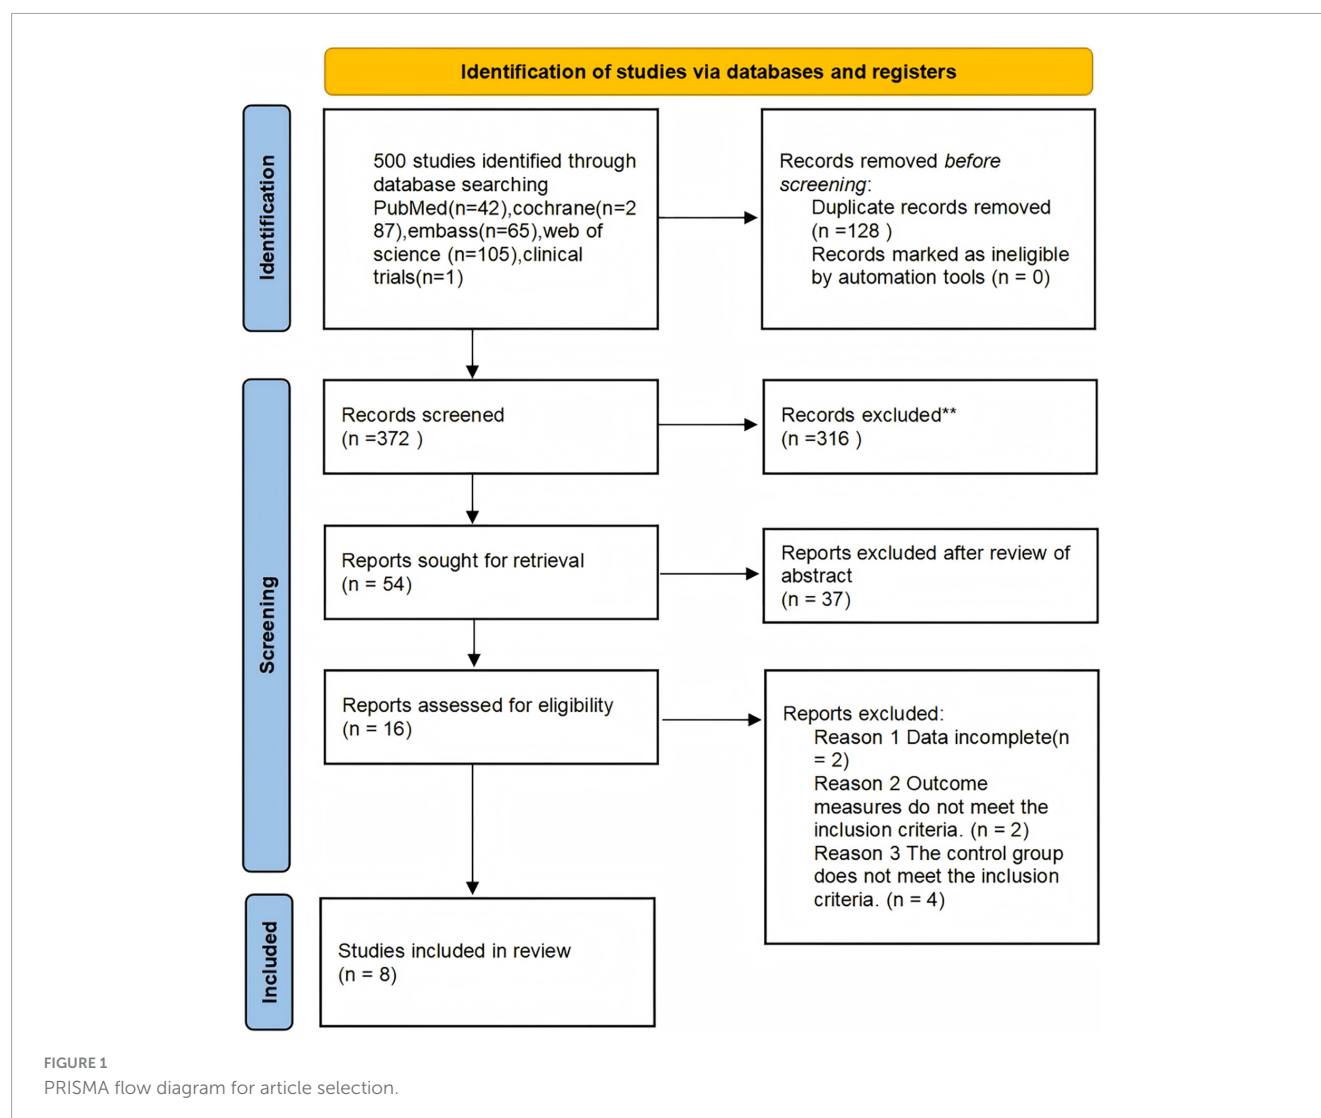 Identification of studies via databases and registers
Identification
500 studies identified through
database searching
PubMed(n=42),cochrane(n=2
87),embass(n=65),web of
science (n=105),clinical
trials(n=1)
Records removed before
screening:
Duplicate records removed
(n =128 )
Records marked as ineligible
by automation tools (n = 0)
Screening
Records screened
(n =372 )
Records excluded**
(n =316 )
Reports sought for retrieval
(n = 54)
Reports excluded after review of
abstract
(n = 37)
Reports assessed for eligibility
(n = 16)
Reports excluded:
Reason 1 Data incomplete(n
= 2)
Reason 2 Outcome
measures do not meet the
inclusion criteria. (n = 2)
Reason 3 The control group
does not meet the inclusion
criteria. (n = 4)
Included
Studies included in review
(n = 8)
FIGURE 1
PRISMA flow diagram for article selection.